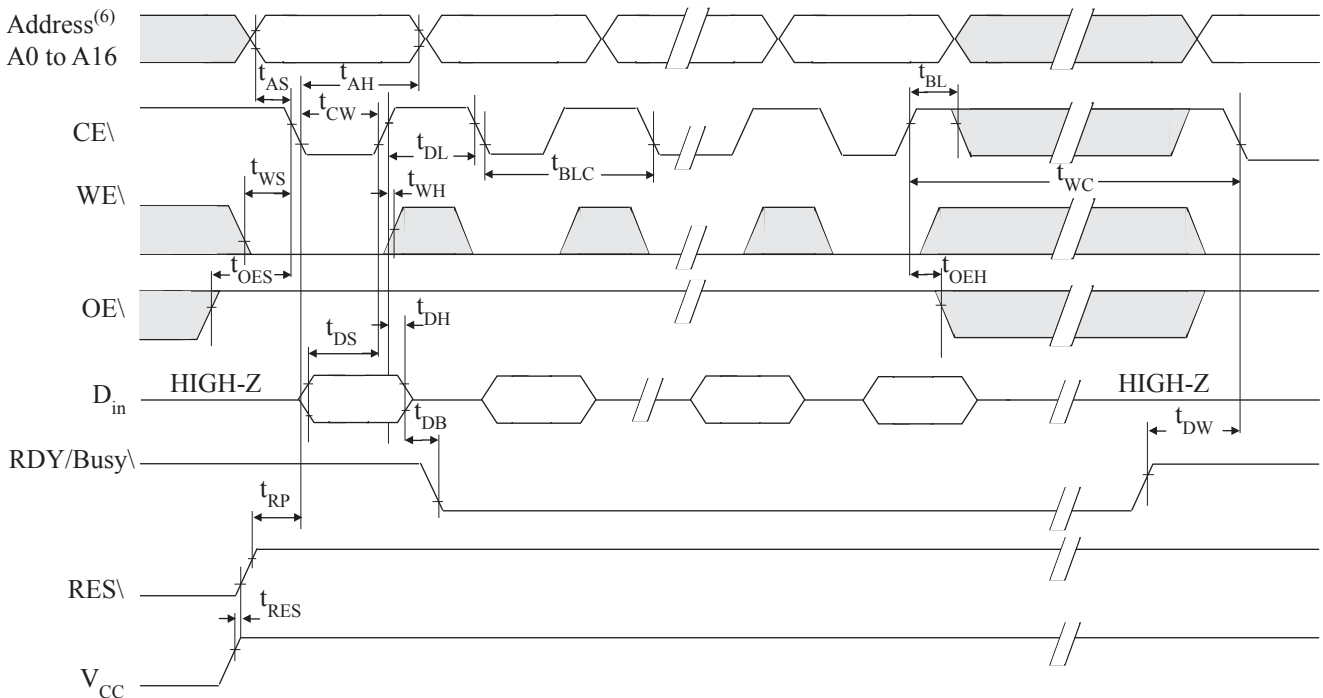 Address(6)
A0 to A16
tAS
tAH
tBL
tCW
CE\
tDL
tBLC
tWS
tWC
tWH
WE\
tOES
tOEH
OE\
tDH
tDS
HIGH-Z
HIGH-Z
Din
tDB
tDW
RDY/Busy\
tRP
RES\
tRES
VCC